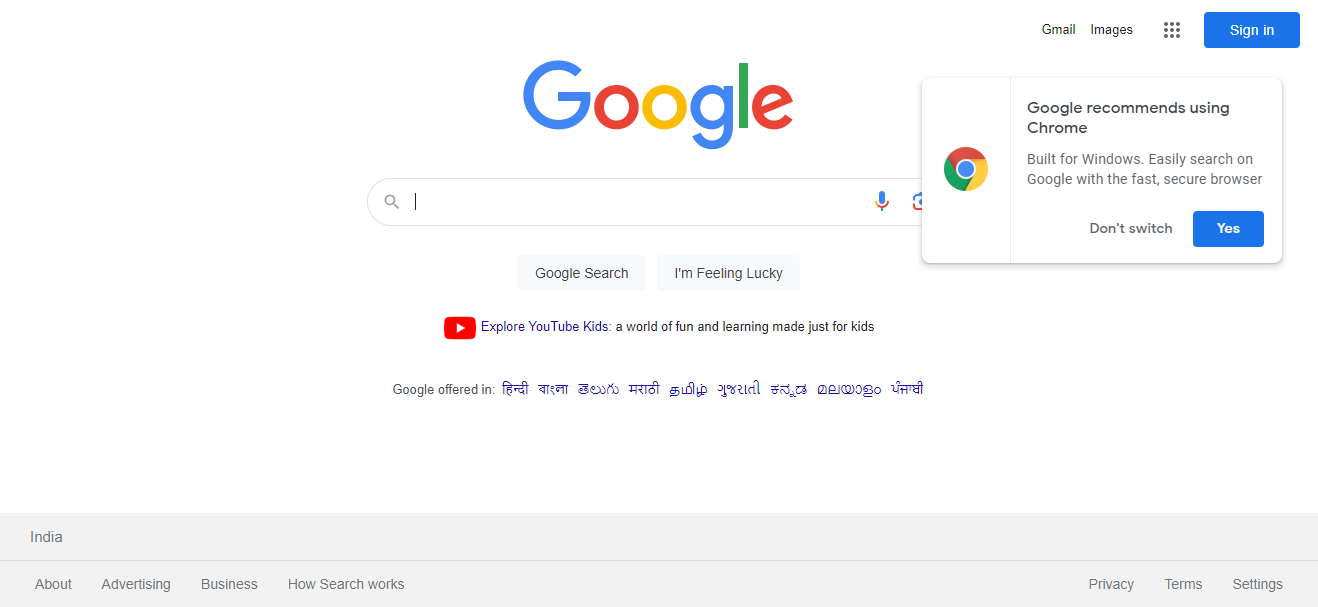 Gmail Images Sign in
Google
Google recommends using
Chrome
Built for Windows. Easily search on
Google with the fast, secure browser
Don't switch Yes
Google Search I'm Feeling Lucky
Explore YouTube Kids: a world of fun and learning made just for kids
Google offered in: हिन्दी বাংলা తెలుగు मराठी தமிழ் ગુજરાતી ಕನ್ನಡ മലയാളം ਪੰਜਾਬੀ
India
About Advertising Business How Search works Privacy Terms Settings